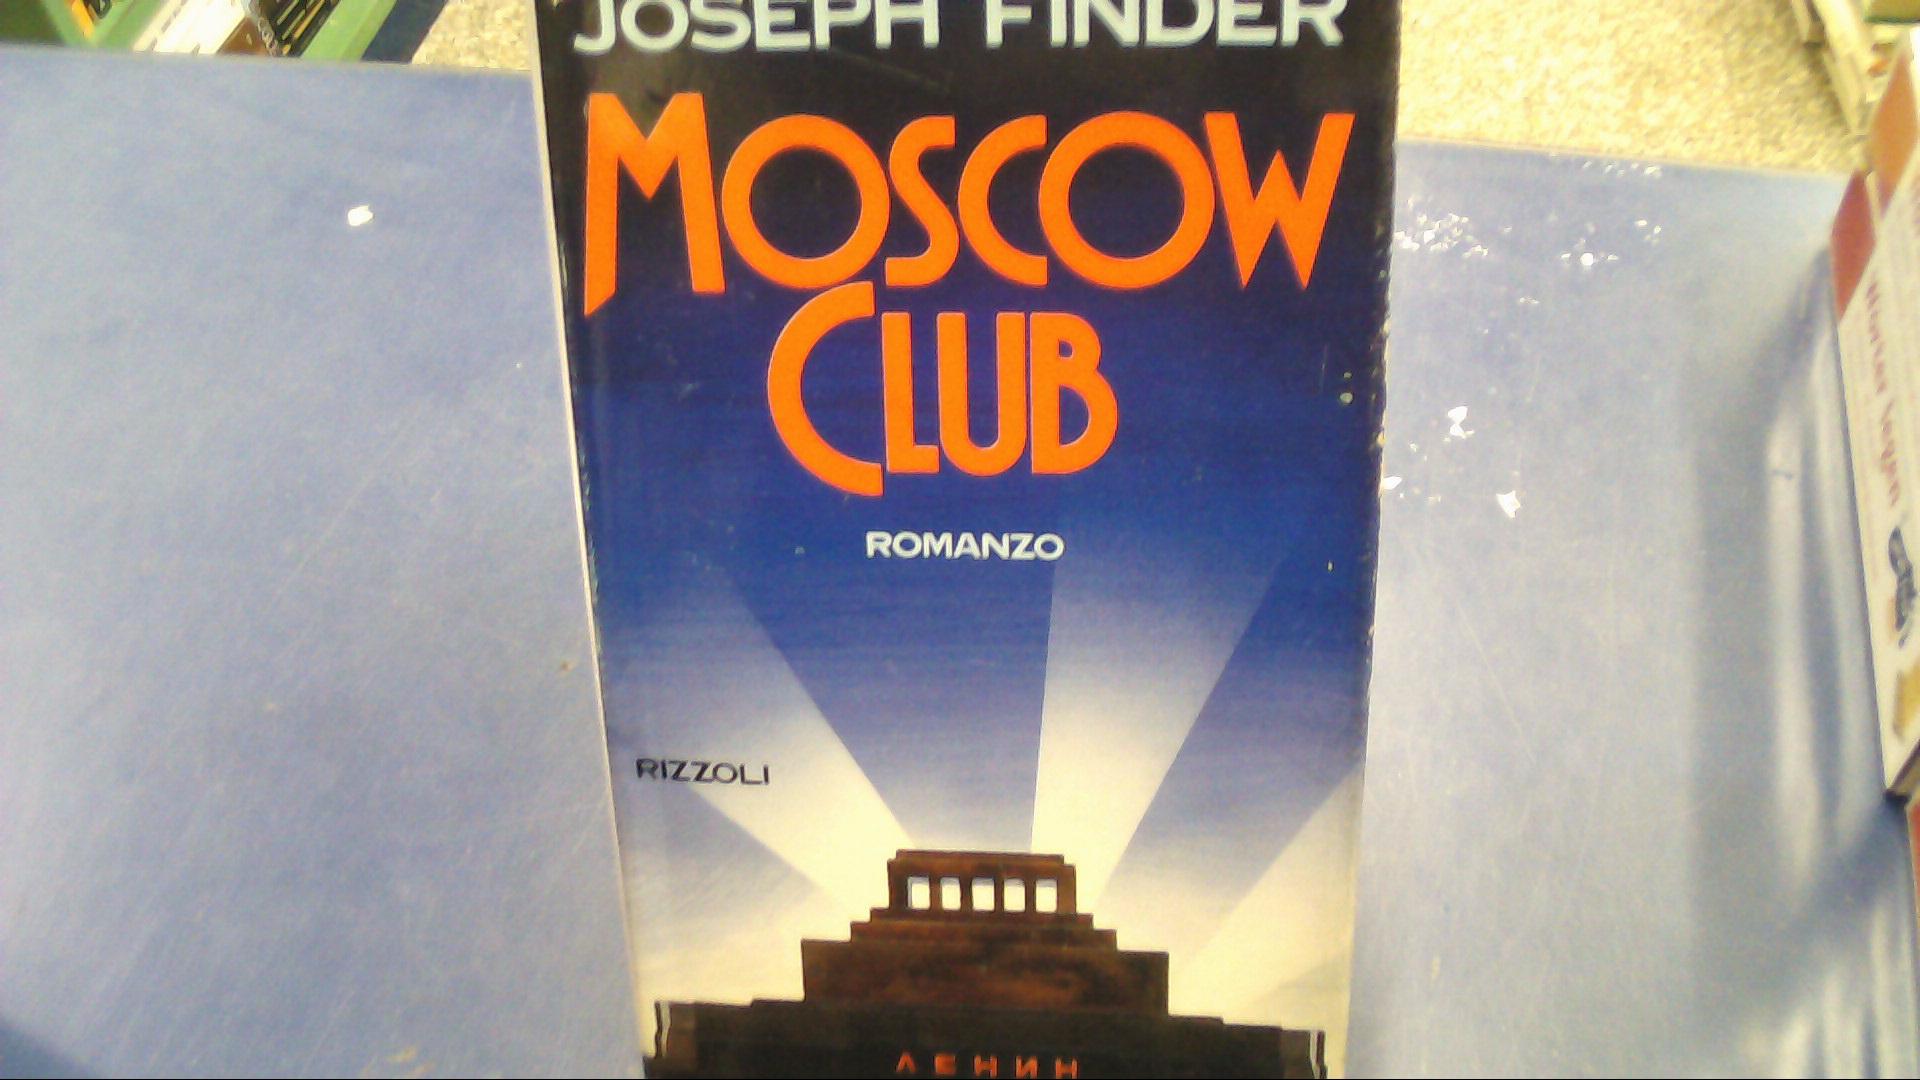 JOSEPH FINDER
MOSCOW
CLUB
ROMANZO
RIZZOLI
ЛЕНИН